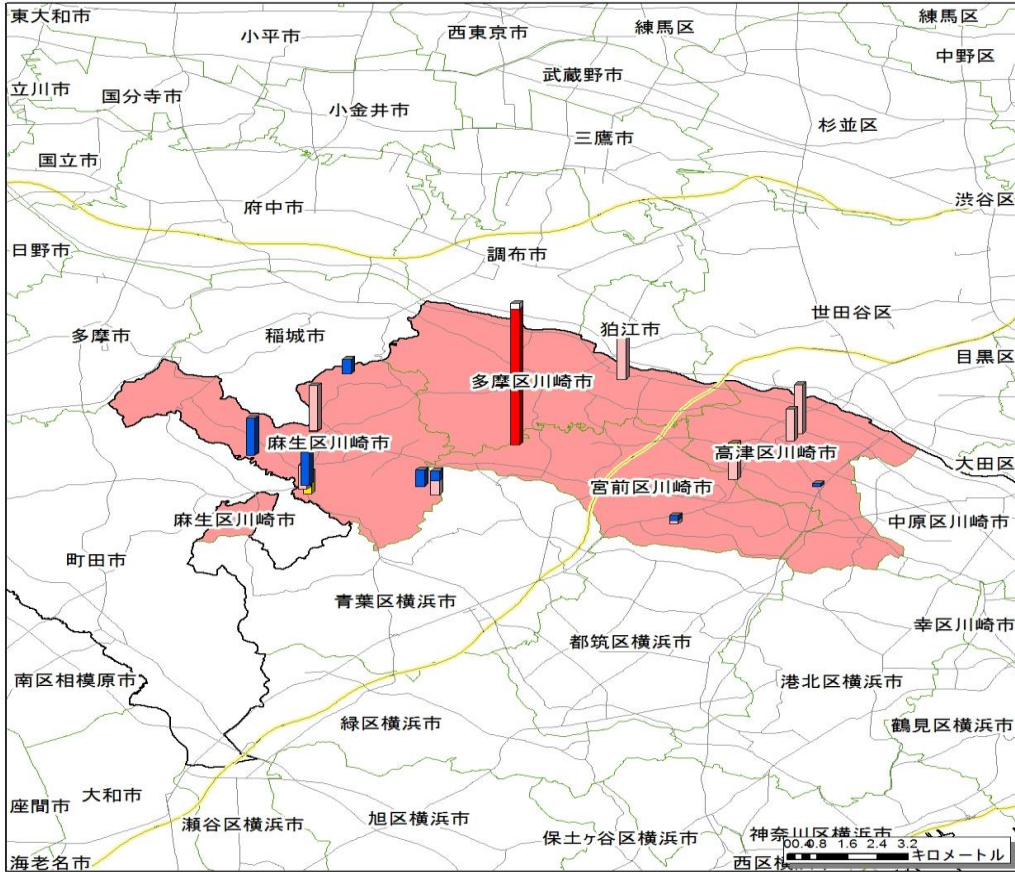 東大和市
小平市
西東京市
練馬区
練馬区
中野区
武蔵野市
立川市
国分寺市
小金井市
杉並区
三鷹市
国立市
府中市
渋谷区
日野市
調布市
多摩市
稲城市
狛江市
世田谷区
目黒区
多摩区川崎市
麻生区川崎市
高津区川崎市
大田区
宮前区川崎市
麻生区川崎市
中原区川崎市
町田市
青葉区横浜市
都筑区横浜市
幸区川崎市
南区相模原市
港北区横浜市
緑区横浜市
鶴見区横浜市
座間市
大和市
瀬谷区横浜市
旭区横浜市
保土ヶ谷区横浜市
神奈川区横浜市
海老名市
西区横
00.40.8 1.6 2.4 3.2
キロメートル